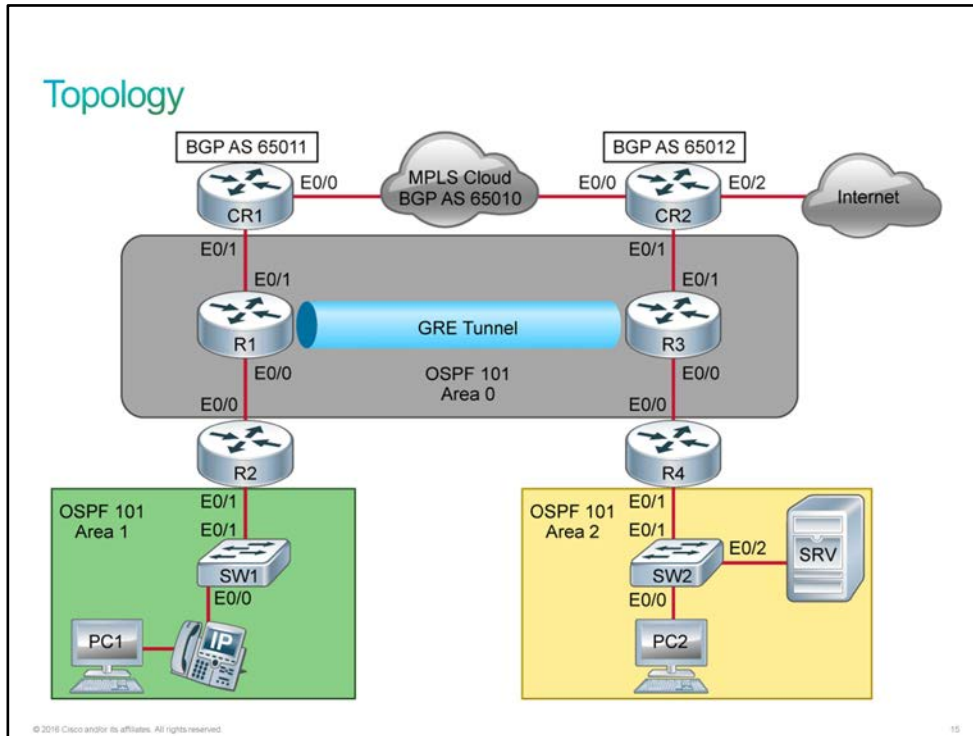 Topology
BGP AS 65011
BGP AS 65012
E0/0
MPLS Cloud
BGP AS 65010
E0/0
E0/2
Internet
CR1
CR2
E0/1
E0/1
E0/1
E0/1
GRE Tunnel
R1
R3
E0/0
E0/0
OSPF 101
Area 0
E0/0
E0/0
R2
R4
OSPF 101
Area 1
E0/1
E0/1
SW1
E0/0
PC1
IP
OSPF 101
Area 2
E0/1
E0/1
E0/2
SRV
SW2
E0/0
PC2
© 2016 Cisco and/or its affiliates. All rights reserved.
15